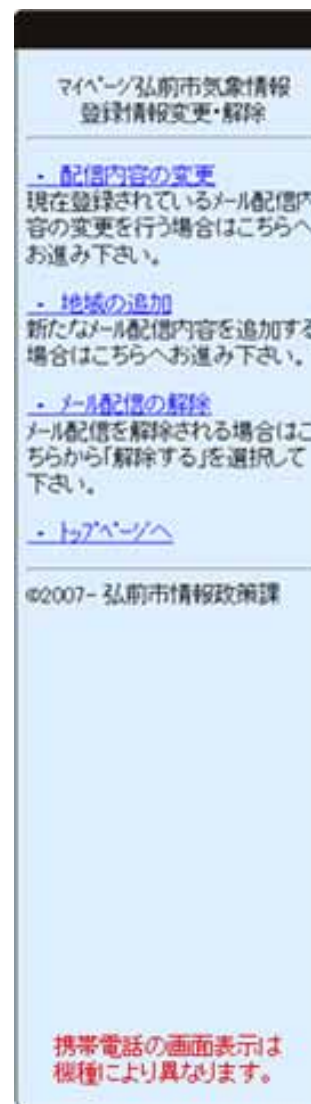 マイページ弘前市気象情報
登録情報変更・解除
・ 配信内容の変更
現在登録されているメール配信内
容の変更を行う場合はこちらへ
お進み下さい。
・ 地域の追加
新たなメール配信内容を追加する
場合はこちらへお進み下さい。
・ メール配信の解除
メール配信を解除される場合はこ
ちらから「解除する」を選択して
下さい。
・ トップページへ
©2007- 弘前市情報政策課
携帯電話の画面表示は
機種により異なります。